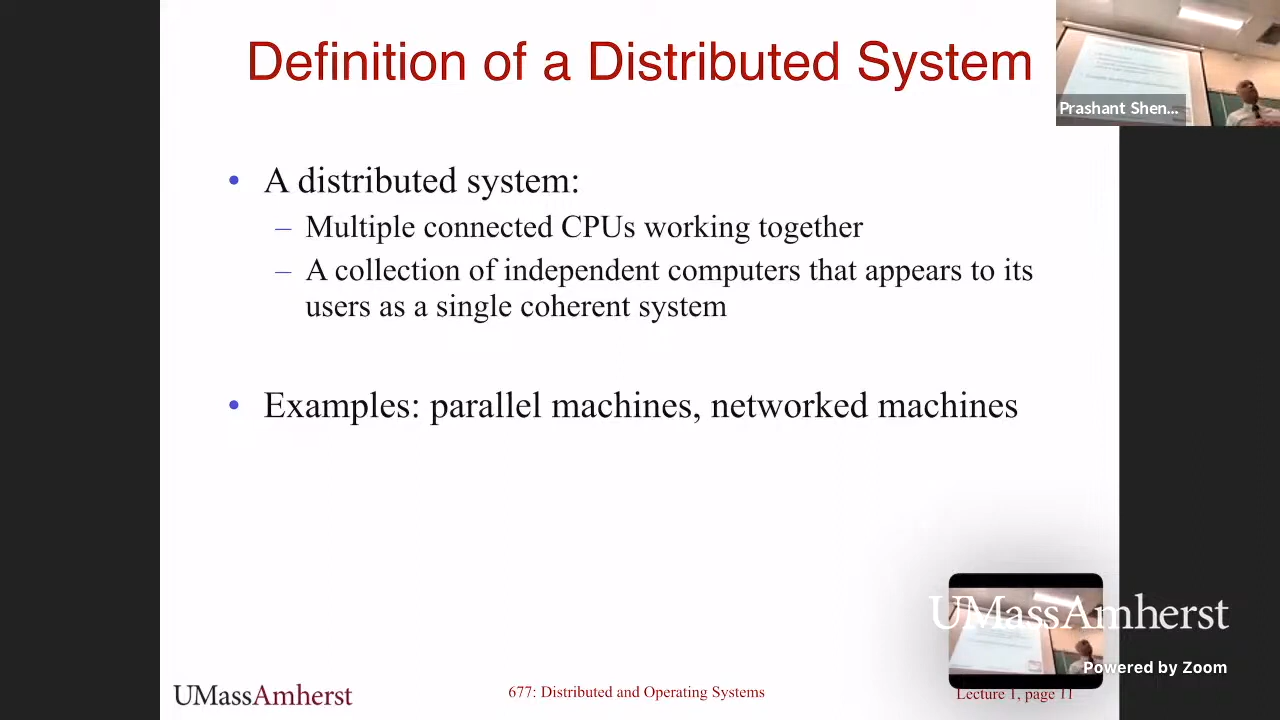 Definition of a Distributed System
Prashant Shen...
• A distributed system:
– Multiple connected CPUs working together
– A collection of independent computers that appears to its
users as a single coherent system
• Examples: parallel machines, networked machines
UMassAmherst
Powered by Zoom
UMassAmherst
677: Distributed and Operating Systems
Lecture 1, page 11